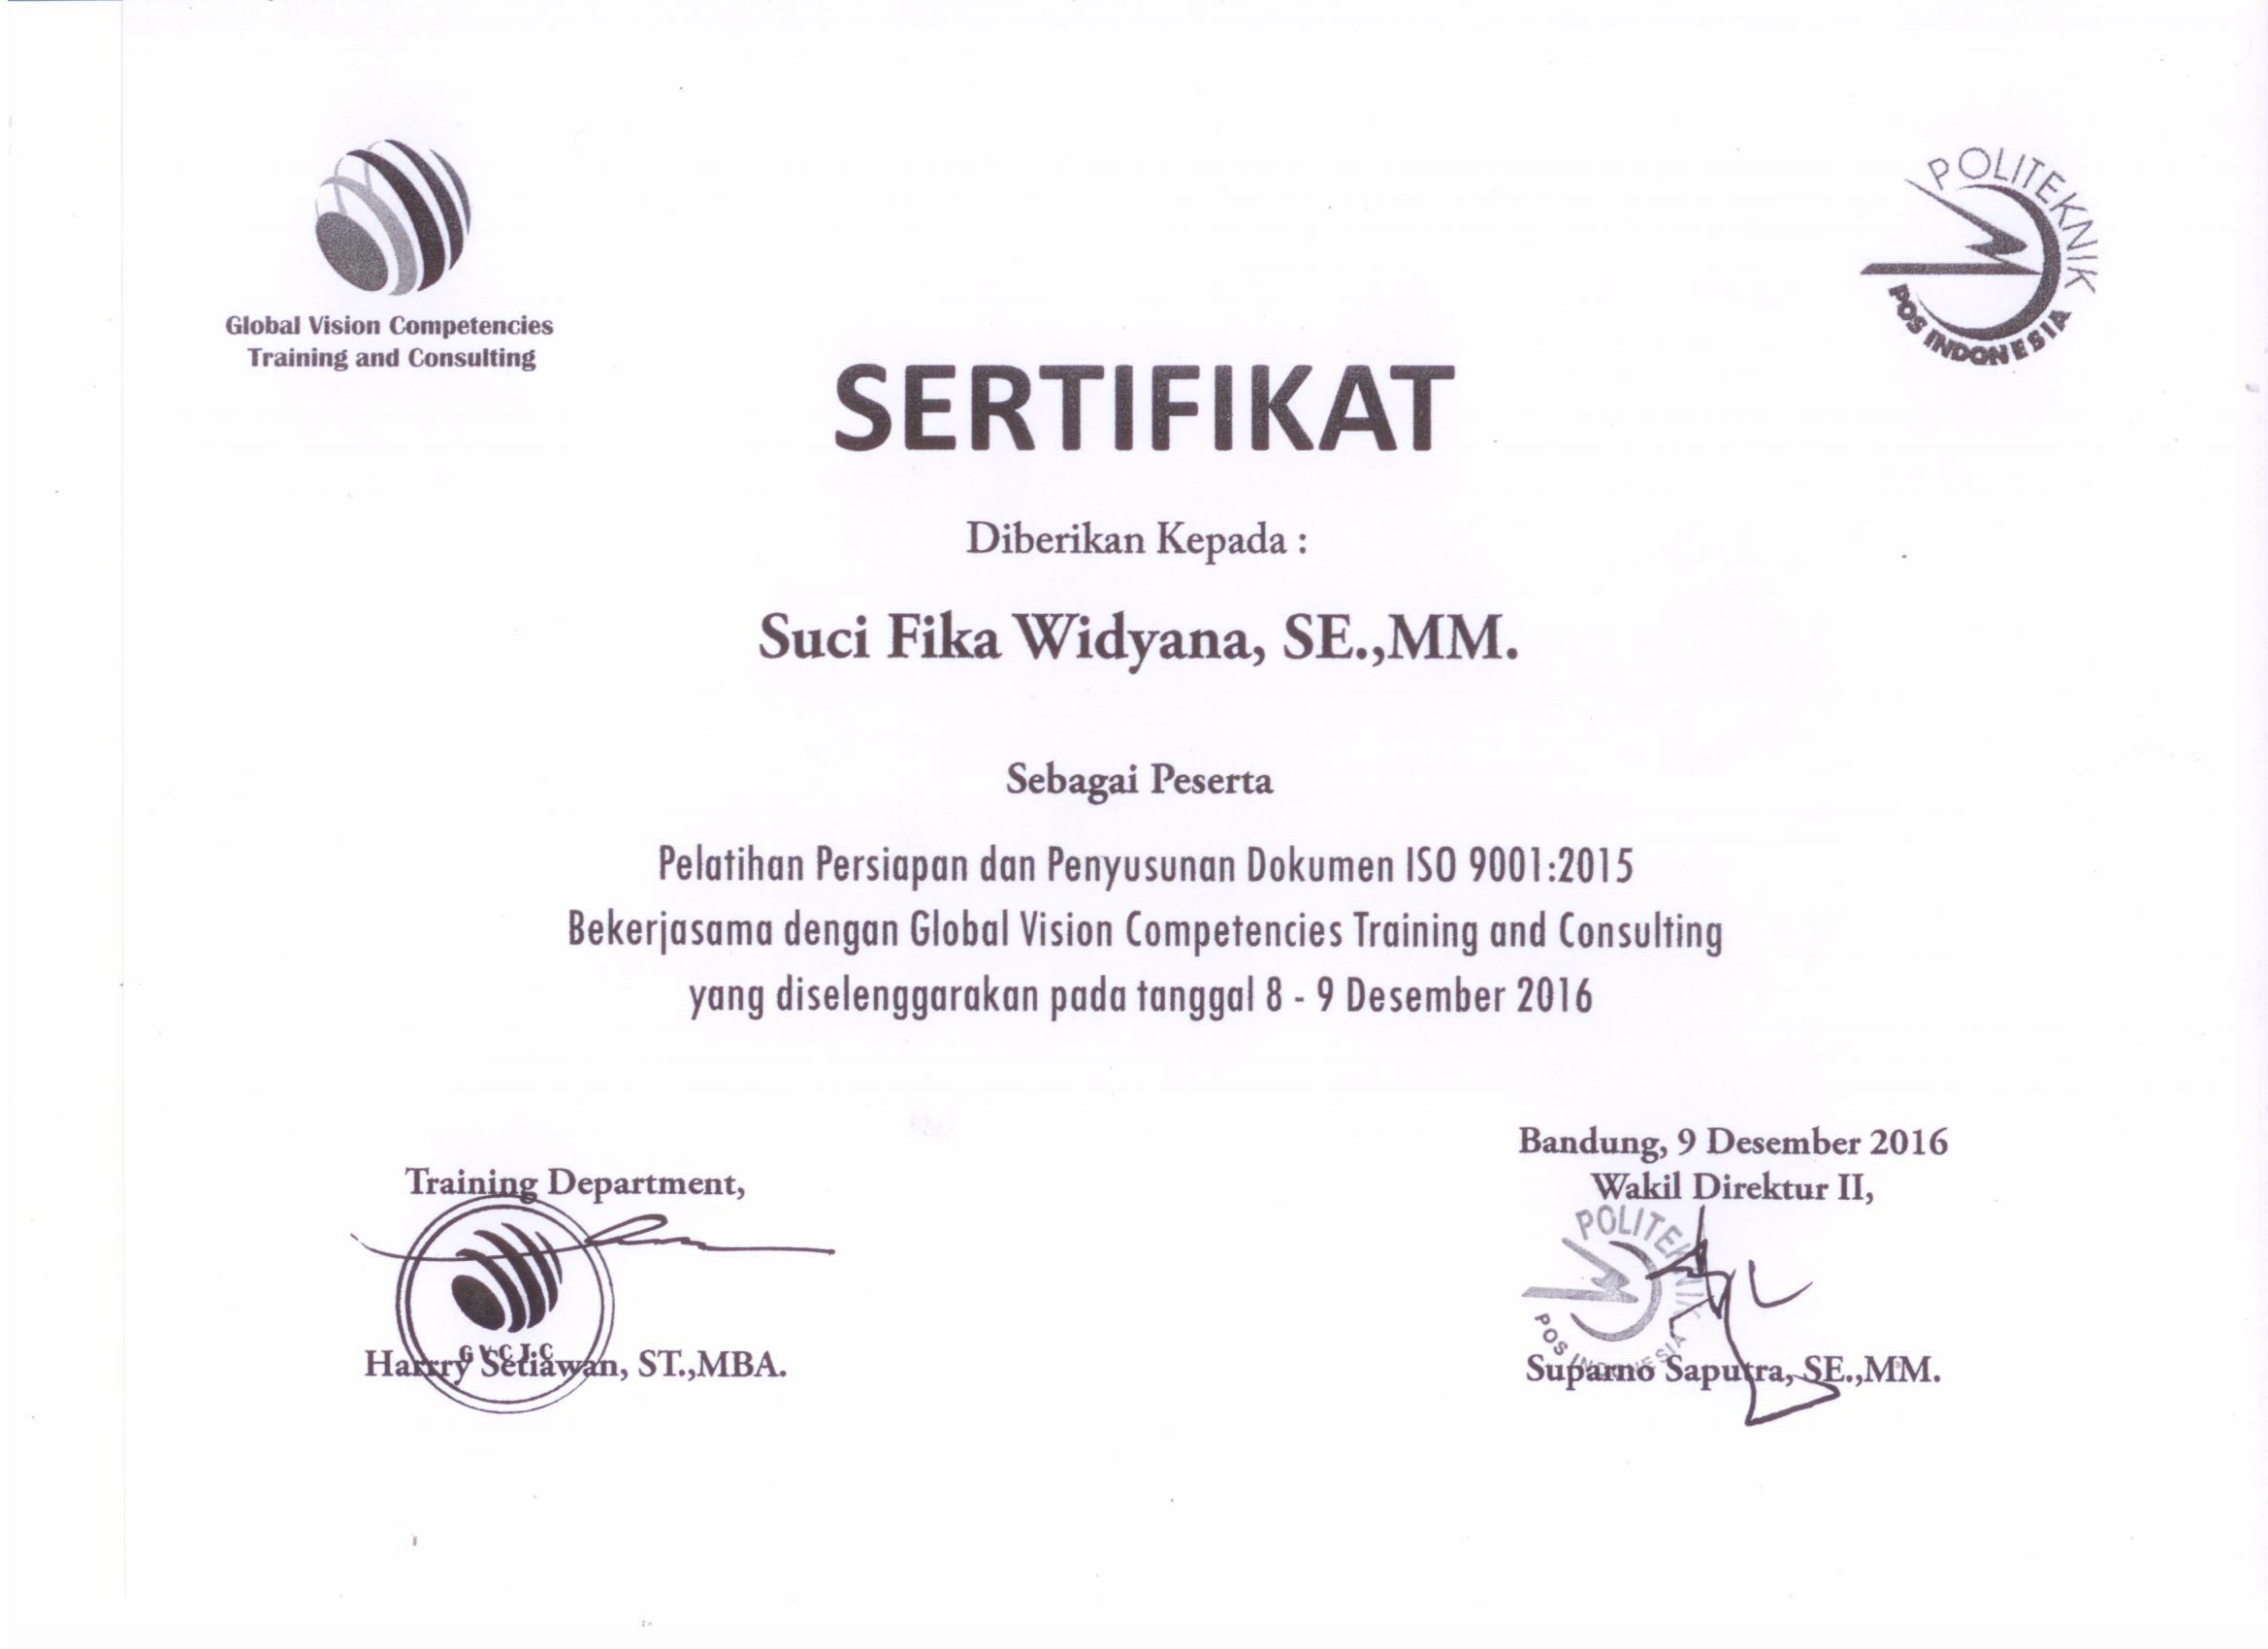 Global Vision Competencies
Training and Consulting
POLITEKNIK
POS INDONESIA
SERTIFIKAT
Diberikan Kepada :
Suci Fika Widyana, SE.,MM.
Sebagai Peserta
Pelatihan Persiapan dan Penyusunan Dokumen ISO 9001:2015
Bekerjasama dengan Global Vision Competencies Training and Consulting
yang diselenggarakan pada tanggal 8 - 9 Desember 2016
Training Department,
Harrry Setiawan, ST.,MBA.
Bandung, 9 Desember 2016
Wakil Direktur II,
POLITEKNIK
POS INDONESIA
Suparno Saputra, SE.,MM.